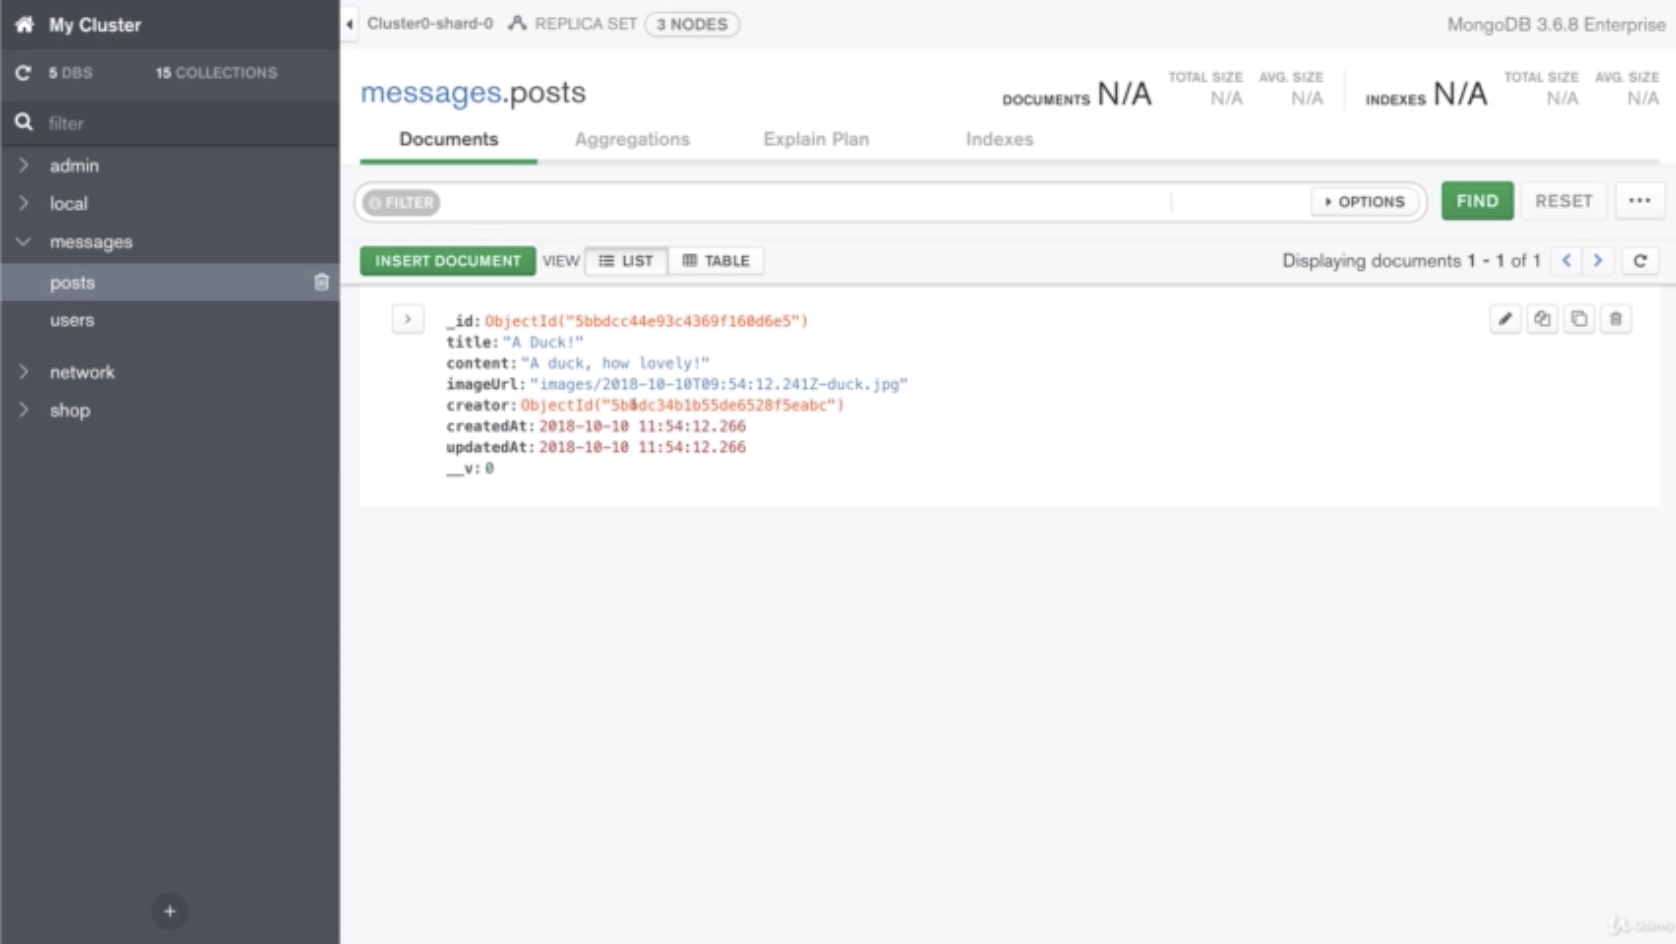 My Cluster
5 DBS 15 COLLECTIONS
filter
admin
local
messages
posts
users
network
shop
+
Cluster0-shard-0 REPLICA SET 3 NODES
MongoDB 3.6.8 Enterprise
messages.posts
DOCUMENTS N/A TOTAL SIZE N/A AVG. SIZE N/A INDEXES N/A TOTAL SIZE N/A AVG. SIZE N/A
Documents Aggregations Explain Plan Indexes
FILTER OPTIONS FIND RESET ...
INSERT DOCUMENT VIEW LIST TABLE Displaying documents 1 - 1 of 1
_id: ObjectId("5bbdcc44e93c4369f160d6e5")
title: "A Duck!"
content: "A duck, how lovely!"
imageUrl: "images/2018-10-10T09:54:12.241Z-duck.jpg"
creator: ObjectId("5bbdc34b1b55de6528f5eabc")
createdAt: 2018-10-10 11:54:12.266
updatedAt: 2018-10-10 11:54:12.266
__v: 0
Udemy